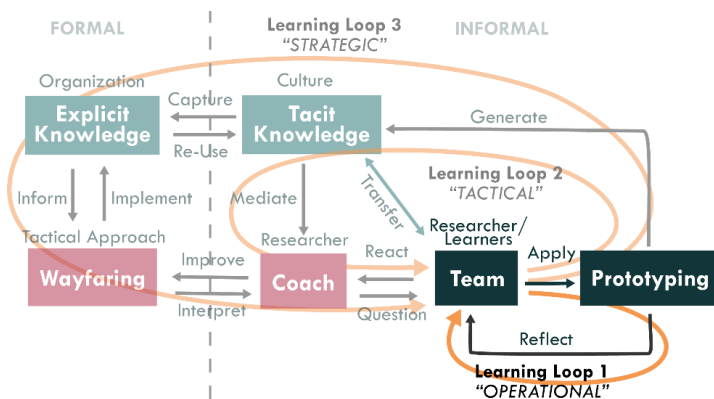 FORMAL
Learning Loop 3
"STRATEGIC"
INFORMAL
Organization
Explicit
Knowledge
Capture
Re-Use
Culture
Tacit
Knowledge
Generate
Inform
Implement
Mediate
Transfer
Learning Loop 2
"TACTICAL"
Tactical Approach
Wayfaring
Improve
Interpret
Researcher
Coach
React
Question
Researcher/
Learners
Team
Apply
Prototyping
Reflect
Learning Loop 1
"OPERATIONAL"